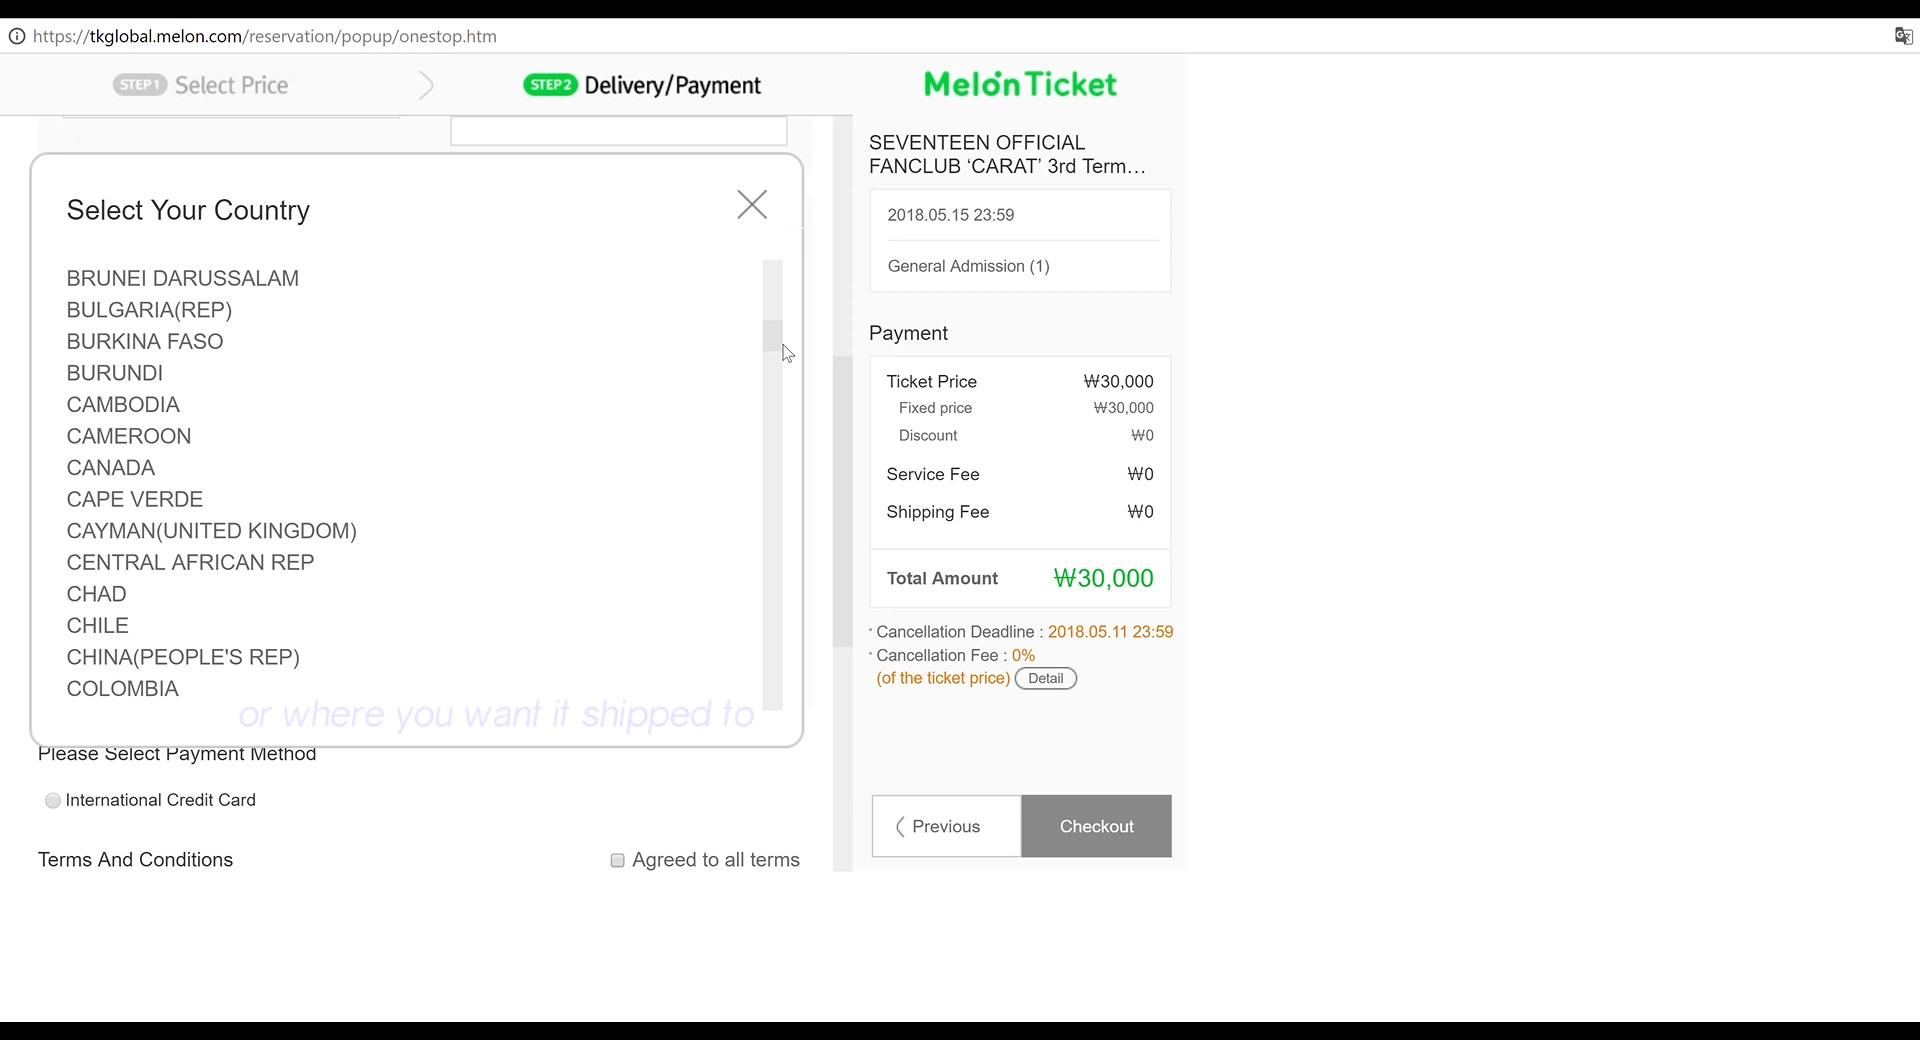 https://tkglobal.melon.com/reservation/popup/onestop.htm
STEP1 Select Price
STEP2 Delivery/Payment
Melon Ticket
Select Your Country
BRUNEI DARUSSALAM
BULGARIA(REP)
BURKINA FASO
BURUNDI
CAMBODIA
CAMEROON
CANADA
CAPE VERDE
CAYMAN(UNITED KINGDOM)
CENTRAL AFRICAN REP
CHAD
CHILE
CHINA(PEOPLE'S REP)
COLOMBIA
or where you want it shipped to
Please Select Payment Method
International Credit Card
Terms And Conditions
Agreed to all terms
SEVENTEEN OFFICIAL
FANCLUB ‘CARAT’ 3rd Term…
2018.05.15 23:59
General Admission (1)
Payment
Ticket Price ₩30,000
Fixed price ₩30,000
Discount ₩0
Service Fee ₩0
Shipping Fee ₩0
Total Amount ₩30,000
· Cancellation Deadline : 2018.05.11 23:59
· Cancellation Fee : 0%
(of the ticket price) Detail
Previous
Checkout